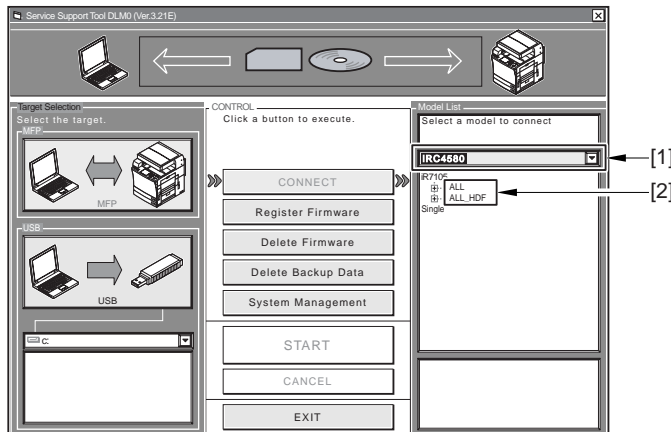 Service Support Tool DLM0 (Ver.3.21E)
Target Selection
Select the target.
MFP
MFP
USB
USB
C:
CONTROL
Click a button to execute.
CONNECT
Register Firmware
Delete Firmware
Delete Backup Data
System Management
START
CANCEL
EXIT
Model List
Select a model to connect
IRC4580
iR7105
ALL
ALL_HDF
Single
[1]
[2]